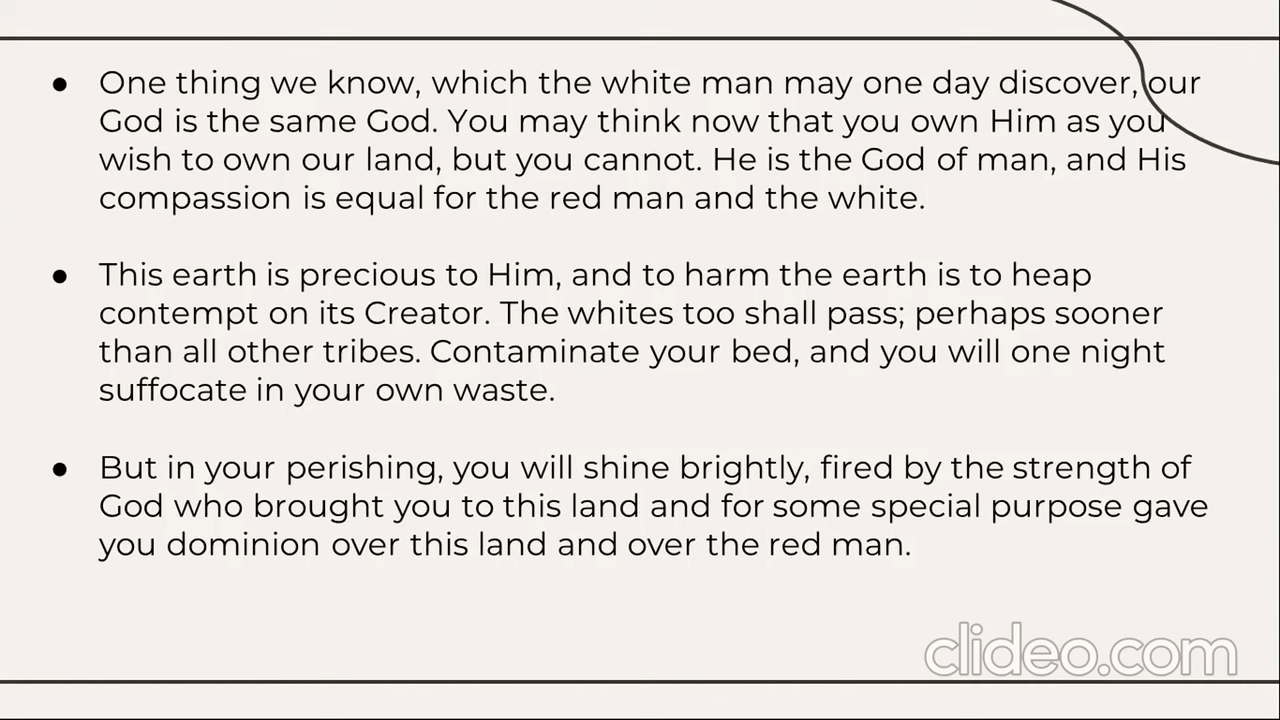 ● One thing we know, which the white man may one day discover, our
God is the same God. You may think now that you own Him as you
wish to own our land, but you cannot. He is the God of man, and His
compassion is equal for the red man and the white.
● This earth is precious to Him, and to harm the earth is to heap
contempt on its Creator. The whites too shall pass; perhaps sooner
than all other tribes. Contaminate your bed, and you will one night
suffocate in your own waste.
● But in your perishing, you will shine brightly, fired by the strength of
God who brought you to this land and for some special purpose gave
you dominion over this land and over the red man.
clideo.com